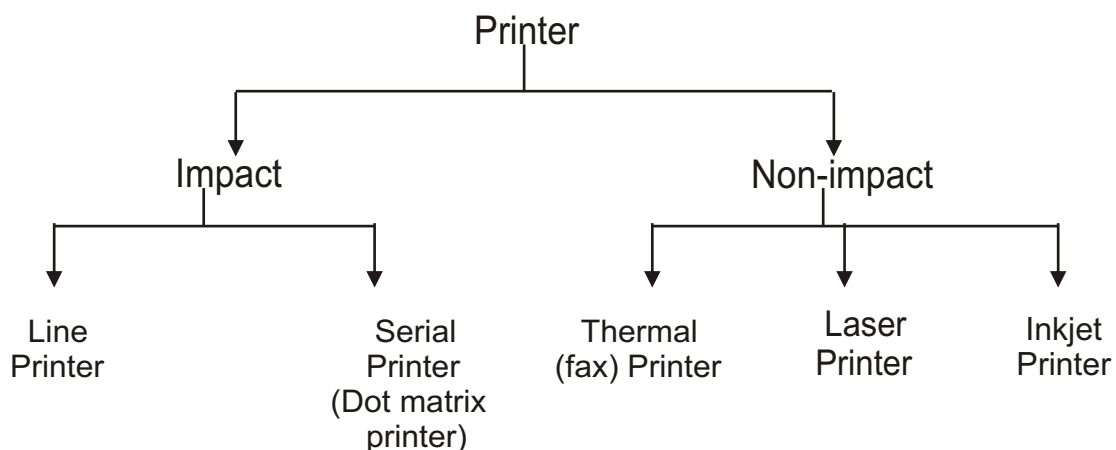 Printer
Impact
Non-impact
Line
Printer
Serial
Printer
(Dot matrix
printer)
Thermal
(fax) Printer
Laser
Printer
Inkjet
Printer